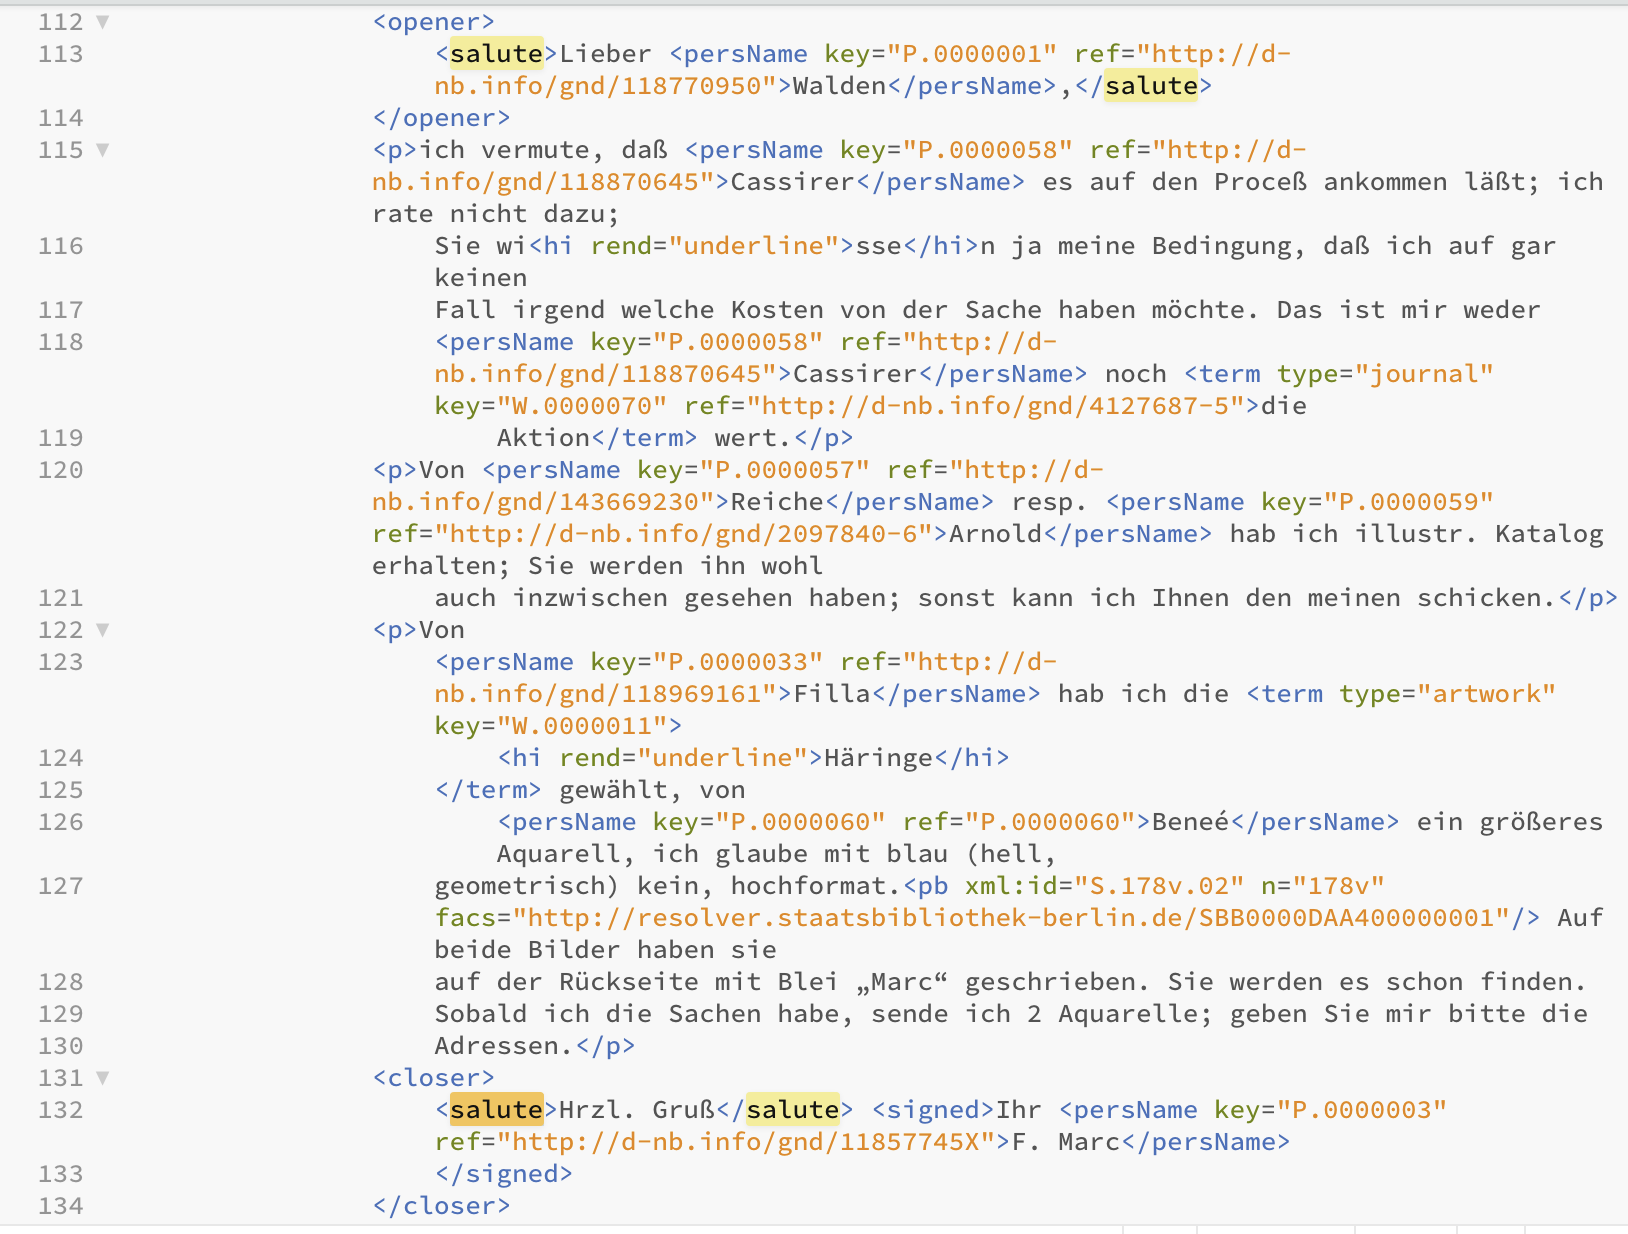 112 ▼ <opener>
113 <salute>Lieber <persName key="P.0000001" ref="http://d-
nb.info/gnd/118770950">Walden</persName>,</salute>
114 </opener>
115 ▼ <p>ich vermute, daß <persName key="P.0000058" ref="http://d-
nb.info/gnd/118870645">Cassirer</persName> es auf den Proceß ankommen läßt; ich
rate nicht dazu;
116 Sie wi<hi rend="underline">sse</hi>n ja meine Bedingung, daß ich auf gar
keinen
117 Fall irgend welche Kosten von der Sache haben möchte. Das ist mir weder
118 <persName key="P.0000058" ref="http://d-
nb.info/gnd/118870645">Cassirer</persName> noch <term type="journal"
key="W.0000070" ref="http://d-nb.info/gnd/4127687-5">die
119 Aktion</term> wert.</p>
120 <p>Von <persName key="P.0000057" ref="http://d-
nb.info/gnd/143669230">Reiche</persName> resp. <persName key="P.0000059"
ref="http://d-nb.info/gnd/2097840-6">Arnold</persName> hab ich illustr. Katalog
erhalten; Sie werden ihn wohl
121 auch inzwischen gesehen haben; sonst kann ich Ihnen den meinen schicken.</p>
122 ▼ <p>Von
123 <persName key="P.0000033" ref="http://d-
nb.info/gnd/118969161">Filla</persName> hab ich die <term type="artwork"
key="W.0000011">
124 <hi rend="underline">Häringe</hi>
125 </term> gewählt, von
126 <persName key="P.0000060" ref="P.0000060">Beneé</persName> ein größeres
Aquarell, ich glaube mit blau (hell,
127 geometrisch) kein, hochformat.<pb xml:id="S.178v.02" n="178v"
facs="http://resolver.staatsbibliothek-berlin.de/SBB0000DAA400000001"/> Auf
beide Bilder haben sie
128 auf der Rückseite mit Blei „Marc“ geschrieben. Sie werden es schon finden.
129 Sobald ich die Sachen habe, sende ich 2 Aquarelle; geben Sie mir bitte die
130 Adressen.</p>
131 ▼ <closer>
132 <salute>Hrzl. Gruß</salute> <signed>Ihr <persName key="P.0000003"
ref="http://d-nb.info/gnd/11857745X">F. Marc</persName>
133 </signed>
134 </closer>